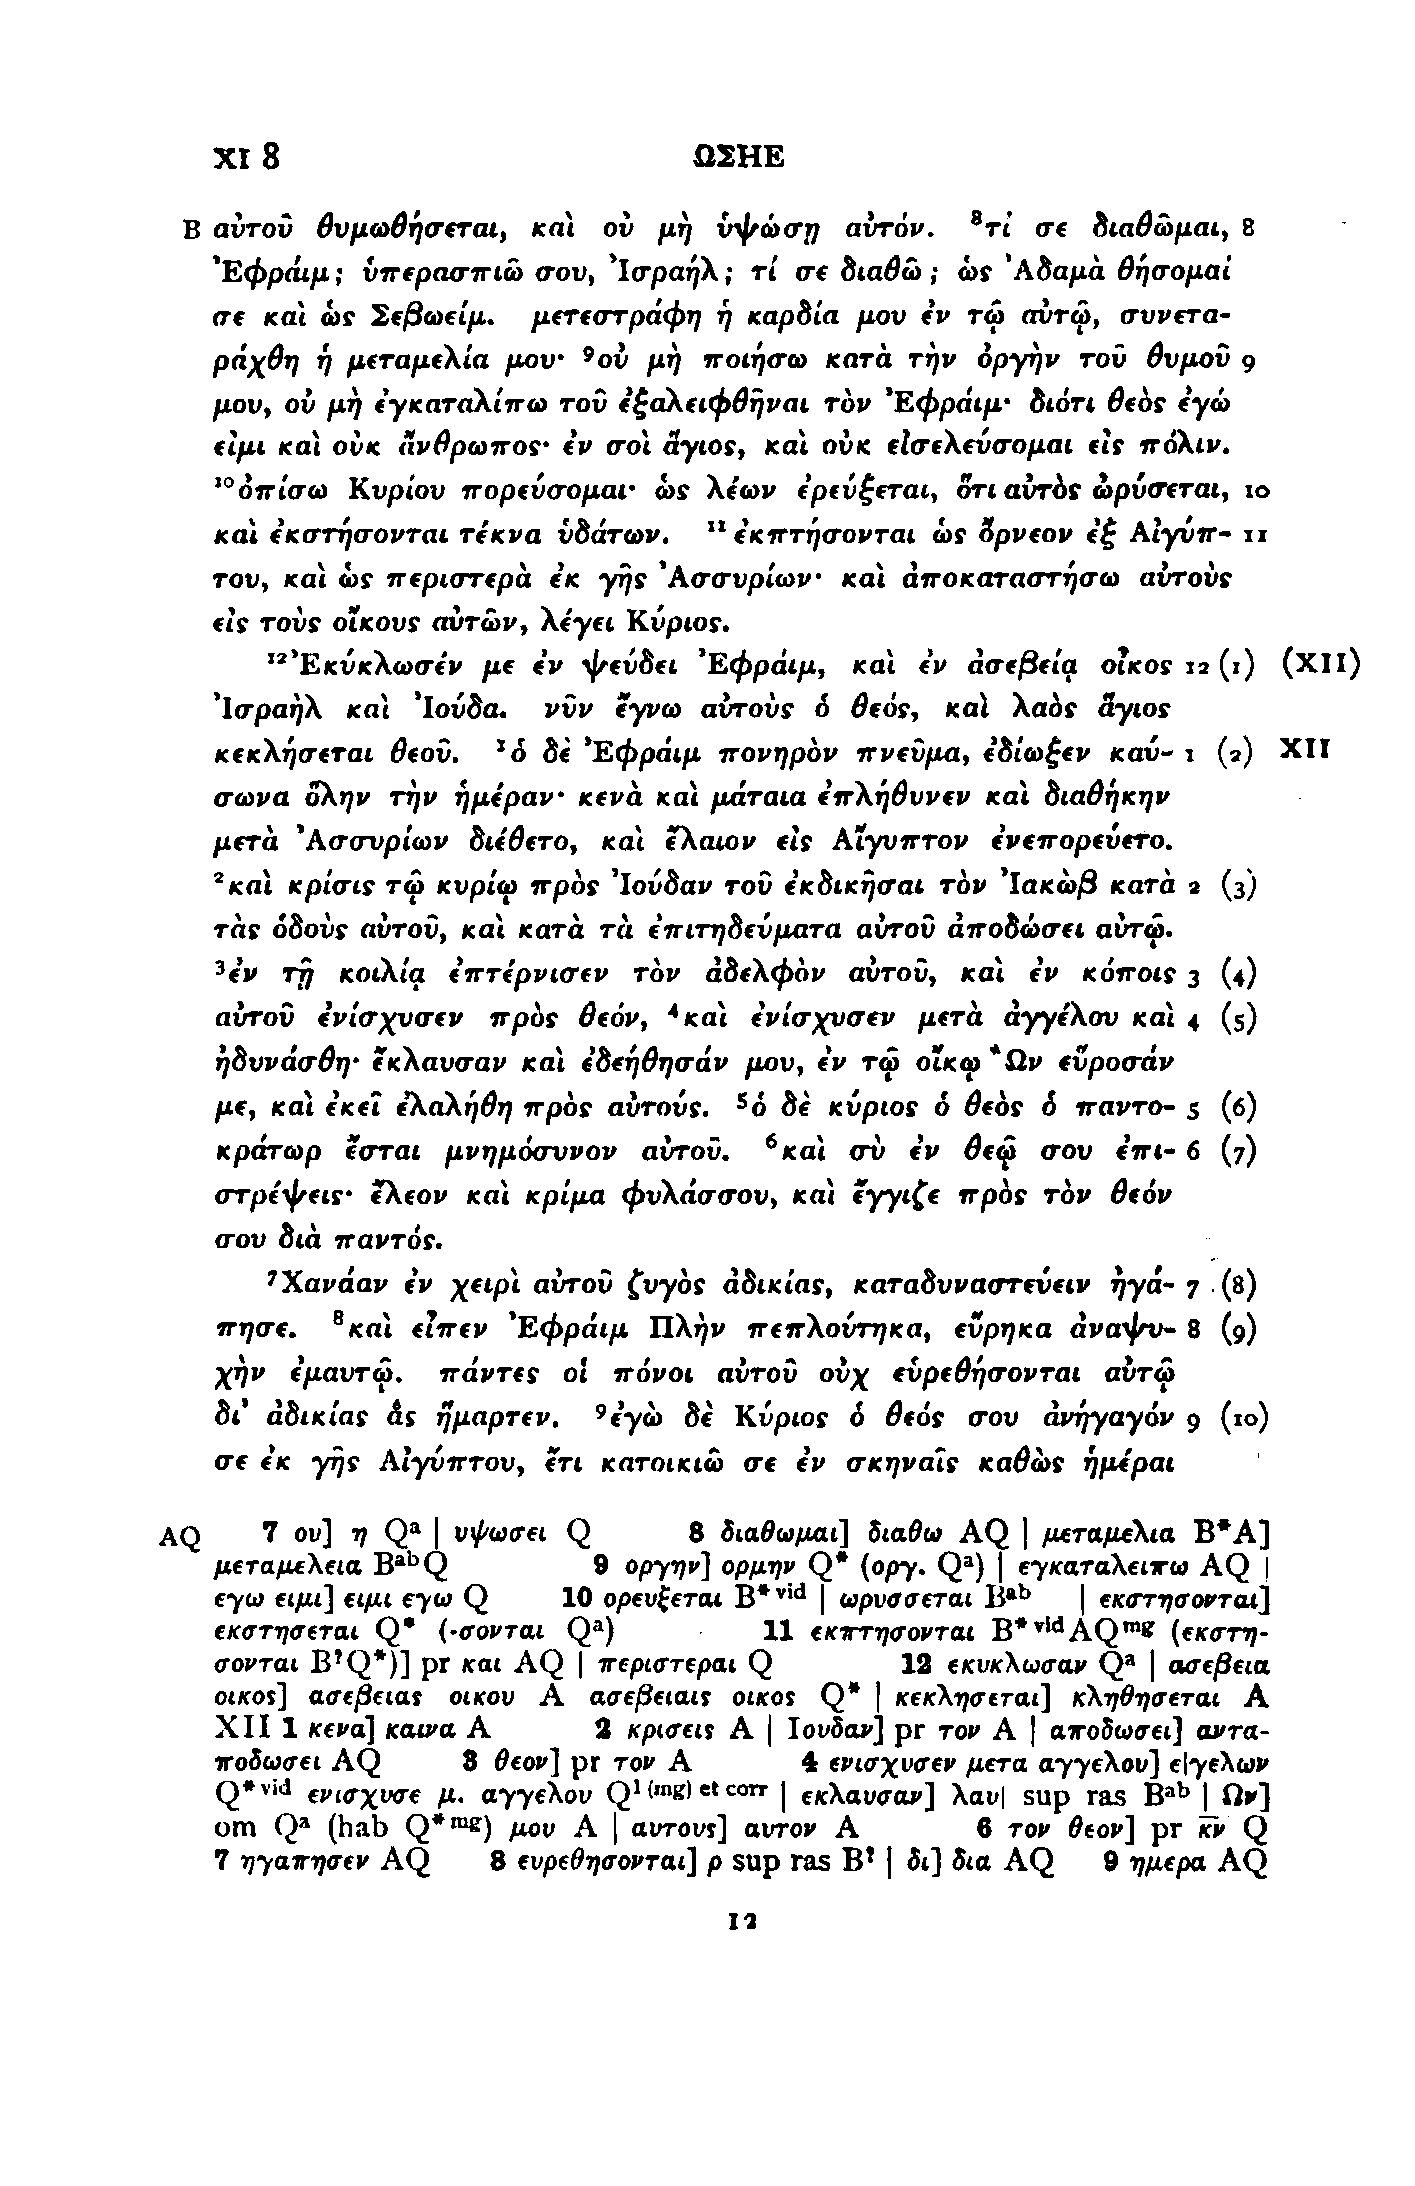 XI 8 ΩΣΗΕ
B αὐτοῦ θυμωθήσεται, καὶ οὐ μὴ ὑψώσῃ αὐτόν. ⁸τί σε διαθῶμαι, 8
Ἐφράιμ; ὑπερασπιῶ σου, Ἰσραήλ; τί σε διαθῶ; ὡς Ἀδαμὰ θήσομαί
σε καὶ ὡς Σεβωείμ. μετεστράφη ἡ καρδία μου ἐν τῷ αὐτῷ, συνετα-
ράχθη ἡ μεταμελία μου· ⁹οὐ μὴ ποιήσω κατὰ τὴν ὀργὴν τοῦ θυμοῦ 9
μου, οὐ μὴ ἐγκαταλίπω τοῦ ἐξαλειφθῆναι τὸν Ἐφράιμ· διότι θεὸς ἐγώ
εἰμι καὶ οὐκ ἄνθρωπος· ἐν σοὶ ἅγιος, καὶ οὐκ εἰσελεύσομαι εἰς πόλιν.
¹⁰ὀπίσω Κυρίου πορεύσομαι· ὡς λέων ἐρεύξεται, ὅτι αὐτὸς ὠρύσεται, 10
καὶ ἐκστήσονται τέκνα ὑδάτων. ¹¹ἐκπτήσονται ὡς ὄρνεον ἐξ Αἰγύπ- 11
του, καὶ ὡς περιστερὰ ἐκ γῆς Ἀσσυρίων· καὶ ἀποκαταστήσω αὐτοὺς
εἰς τοὺς οἴκους αὐτῶν, λέγει Κύριος.
¹²Ἐκύκλωσέν με ἐν ψεύδει Ἐφράιμ, καὶ ἐν ἀσεβείᾳ οἶκος 12 (1) (XII)
Ἰσραὴλ καὶ Ἰούδα. νῦν ἔγνω αὐτοὺς ὁ θεός, καὶ λαὸς ἅγιος
κεκλήσεται θεοῦ. ¹ὁ δὲ Ἐφράιμ πονηρὸν πνεῦμα, ἐδίωξεν καύ- 1 (2) XII
σωνα ὅλην τὴν ἡμέραν· κενὰ καὶ μάταια ἐπλήθυνεν καὶ διαθήκην
μετὰ Ἀσσυρίων διέθετο, καὶ ἔλαιον εἰς Αἴγυπτον ἐνεπορεύετο.
²καὶ κρίσις τῷ κυρίῳ πρὸς Ἰούδαν τοῦ ἐκδικῆσαι τὸν Ἰακὼβ κατὰ 2 (3)
τὰς ὁδοὺς αὐτοῦ, καὶ κατὰ τὰ ἐπιτηδεύματα αὐτοῦ ἀποδώσει αὐτῷ.
³ἐν τῇ κοιλίᾳ ἐπτέρνισεν τὸν ἀδελφὸν αὐτοῦ, καὶ ἐν κόποις 3 (4)
αὐτοῦ ἐνίσχυσεν πρὸς θεόν, ⁴καὶ ἐνίσχυσεν μετὰ ἀγγέλου καὶ 4 (5)
ἠδυνάσθη· ἔκλαυσαν καὶ ἐδεήθησάν μου, ἐν τῷ οἴκῳ Ὢν εὕροσάν
με, καὶ ἐκεῖ ἐλαλήθη πρὸς αὐτούς. ⁵ὁ δὲ κύριος ὁ θεὸς ὁ παντο- 5 (6)
κράτωρ ἔσται μνημόσυνον αὐτοῦ. ⁶καὶ σὺ ἐν θεῷ σου ἐπι- 6 (7)
στρέψεις· ἔλεον καὶ κρίμα φυλάσσου, καὶ ἔγγιζε πρὸς τὸν θεόν
σου διὰ παντός.
⁷Χανάαν ἐν χειρὶ αὐτοῦ ζυγὸς ἀδικίας, καταδυναστεύειν ἠγά- 7 (8)
πησε. ⁸καὶ εἶπεν Ἐφράιμ Πλὴν πεπλούτηκα, εὕρηκα ἀναψυ- 8 (9)
χὴν ἐμαυτῷ. πάντες οἱ πόνοι αὐτοῦ οὐχ εὑρεθήσονται αὐτῷ
δι᾽ ἀδικίας ἃς ἥμαρτεν. ⁹ἐγὼ δὲ Κύριος ὁ θεός σου ἀνήγαγόν 9 (10)
σε ἐκ γῆς Αἰγύπτου, ἔτι κατοικιῶ σε ἐν σκηναῖς καθὼς ἡμέραι
AQ 7 ου] η Qᵃ | υψωσει Q 8 διαθωμαι] διαθω AQ | μεταμελια B*A]
μεταμελεια BᵃᵇQ 9 οργην] ορμην Q* (οργ. Qᵃ) | εγκαταλειπω AQ |
εγω ειμι] ειμι εγω Q 10 ορευξεται B*ᵛⁱᵈ | ωρυσσεται Bᵃᵇ | εκστησονται]
εκστησεται Q* (-σονται Qᵃ) 11 εκπτησονται B*ᵛⁱᵈAQᵐᵍ (εκστη-
σονται B?Q*)] pr και AQ | περιστεραι Q 12 εκυκλωσαν Qᵃ | ασεβεια
οικος] ασεβειας οικου A ασεβειαις οικος Q* | κεκλησεται] κληθησεται A
XII 1 κενα] καινα A 2 κρισεις A | Ιουδαν] pr τον A | αποδωσει] αντα-
ποδωσει AQ 3 θεον] pr τον A 4 ενισχυσεν μετα αγγελου] ε|γελων
Q*ᵛⁱᵈ ενισχυσε μ. αγγελου Q¹⁽ᵐᵍ⁾ ᵉᵗ ᶜᵒʳʳ | εκλαυσαν] λαυ| sup ras Bᵃᵇ | Ων]
om Qᵃ (hab Q*ᵐᵍ) μου A | αυτους] αυτον A 6 τον θεον] pr κ̅ν̅ Q
7 ηγαπησεν AQ 8 ευρεθησονται] ρ sup ras B? | δι] δια AQ 9 ημερα AQ
12